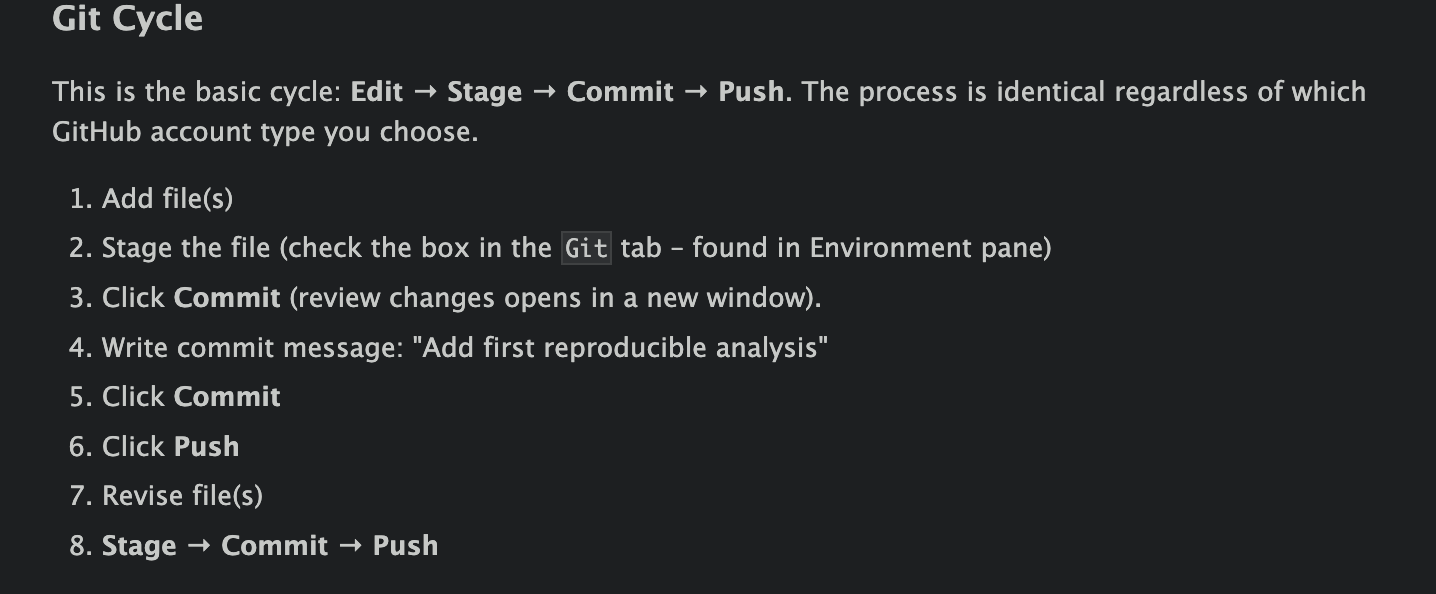 Git Cycle
This is the basic cycle: Edit → Stage → Commit → Push. The process is identical regardless of which
GitHub account type you choose.
1. Add file(s)
2. Stage the file (check the box in the Git tab – found in Environment pane)
3. Click Commit (review changes opens in a new window).
4. Write commit message: "Add first reproducible analysis"
5. Click Commit
6. Click Push
7. Revise file(s)
8. Stage → Commit → Push